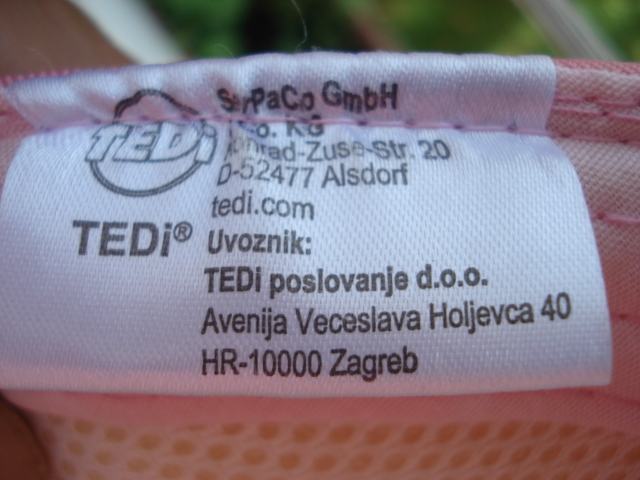 TEDi
TEDi®
PaCo GmbH
KG
-Zuse-Str. 20
D-52477 Alsdorf
tedi.com
Uvoznik:
TEDi poslovanje d.o.o.
Avenija Veceslava Holjevca 40
HR-10000 Zagreb